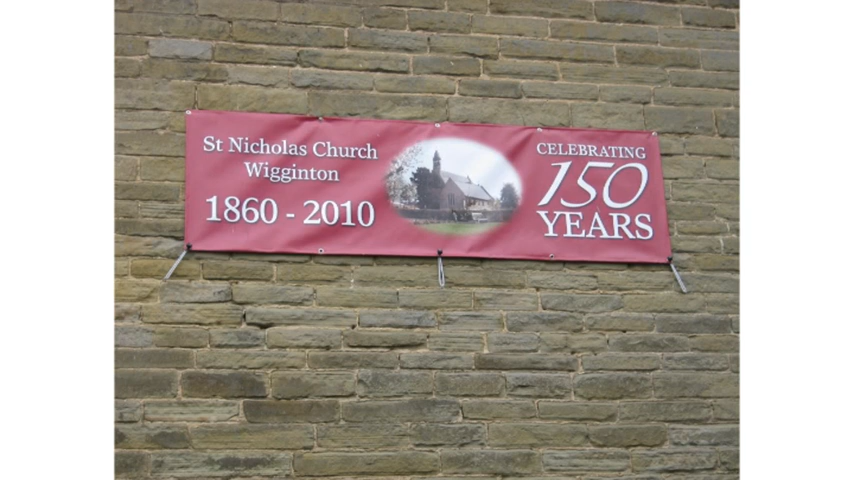 St Nicholas Church
Wigginton
1860 - 2010
CELEBRATING
150
YEARS